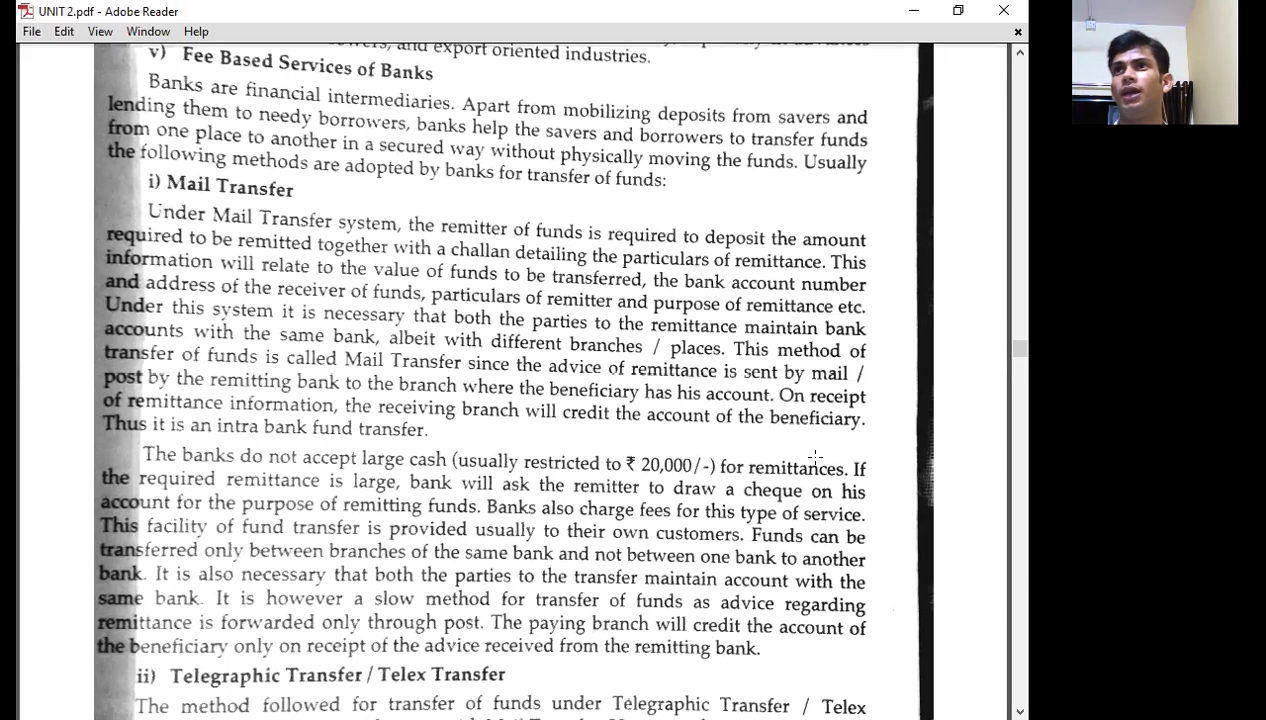 UNIT 2.pdf - Adobe Reader
File Edit View Window Help
and export oriented industries.
v) Fee Based Services of Banks
Banks are financial intermediaries. Apart from mobilizing deposits from savers and
lending them to needy borrowers, banks help the savers and borrowers to transfer funds
from one place to another in a secured way without physically moving the funds. Usually
the following methods are adopted by banks for transfer of funds:
i) Mail Transfer
Under Mail Transfer system, the remitter of funds is required to deposit the amount
required to be remitted together with a challan detailing the particulars of remittance. This
information will relate to the value of funds to be transferred, the bank account number
and address of the receiver of funds, particulars of remitter and purpose of remittance etc.
Under this system it is necessary that both the parties to the remittance maintain bank
accounts with the same bank, albeit with different branches / places. This method of
transfer of funds is called Mail Transfer since the advice of remittance is sent by mail /
post by the remitting bank to the branch where the beneficiary has his account. On receipt
of remittance information, the receiving branch will credit the account of the beneficiary.
Thus it is an intra bank fund transfer.
The banks do not accept large cash (usually restricted to ₹ 20,000/-) for remittances. If
the required remittance is large, bank will ask the remitter to draw a cheque on his
account for the purpose of remitting funds. Banks also charge fees for this type of service.
This facility of fund transfer is provided usually to their own customers. Funds can be
transferred only between branches of the same bank and not between one bank to another
bank. It is also necessary that both the parties to the transfer maintain account with the
same bank. It is however a slow method for transfer of funds as advice regarding
remittance is forwarded only through post. The paying branch will credit the account of
the beneficiary only on receipt of the advice received from the remitting bank.
ii) Telegraphic Transfer / Telex Transfer
The method followed for transfer of funds under Telegraphic Transfer / Telex